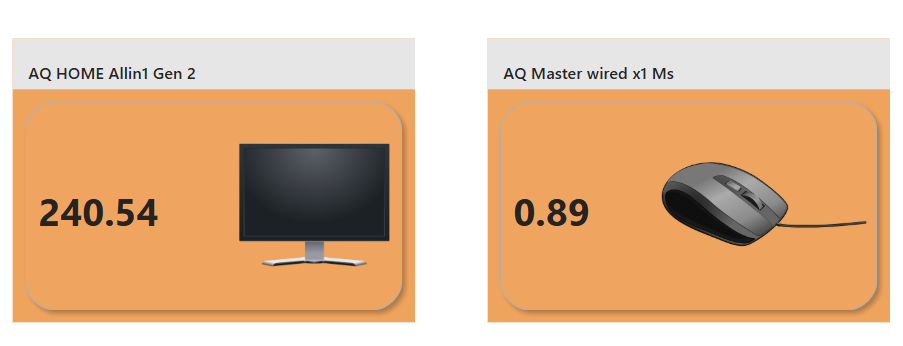 AQ HOME Allin1 Gen 2
240.54
AQ Master wired x1 Ms
0.89